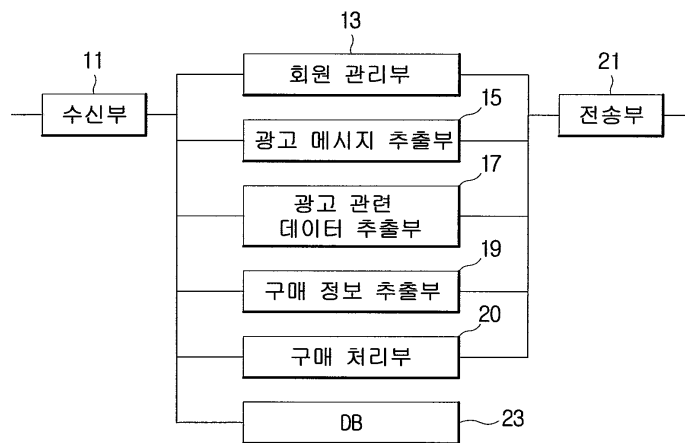 13
회원 관리부
11
수신부
21
전송부
15
광고 메시지 추출부
17
광고 관련
데이터 추출부
19
구매 정보 추출부
20
구매 처리부
DB
23